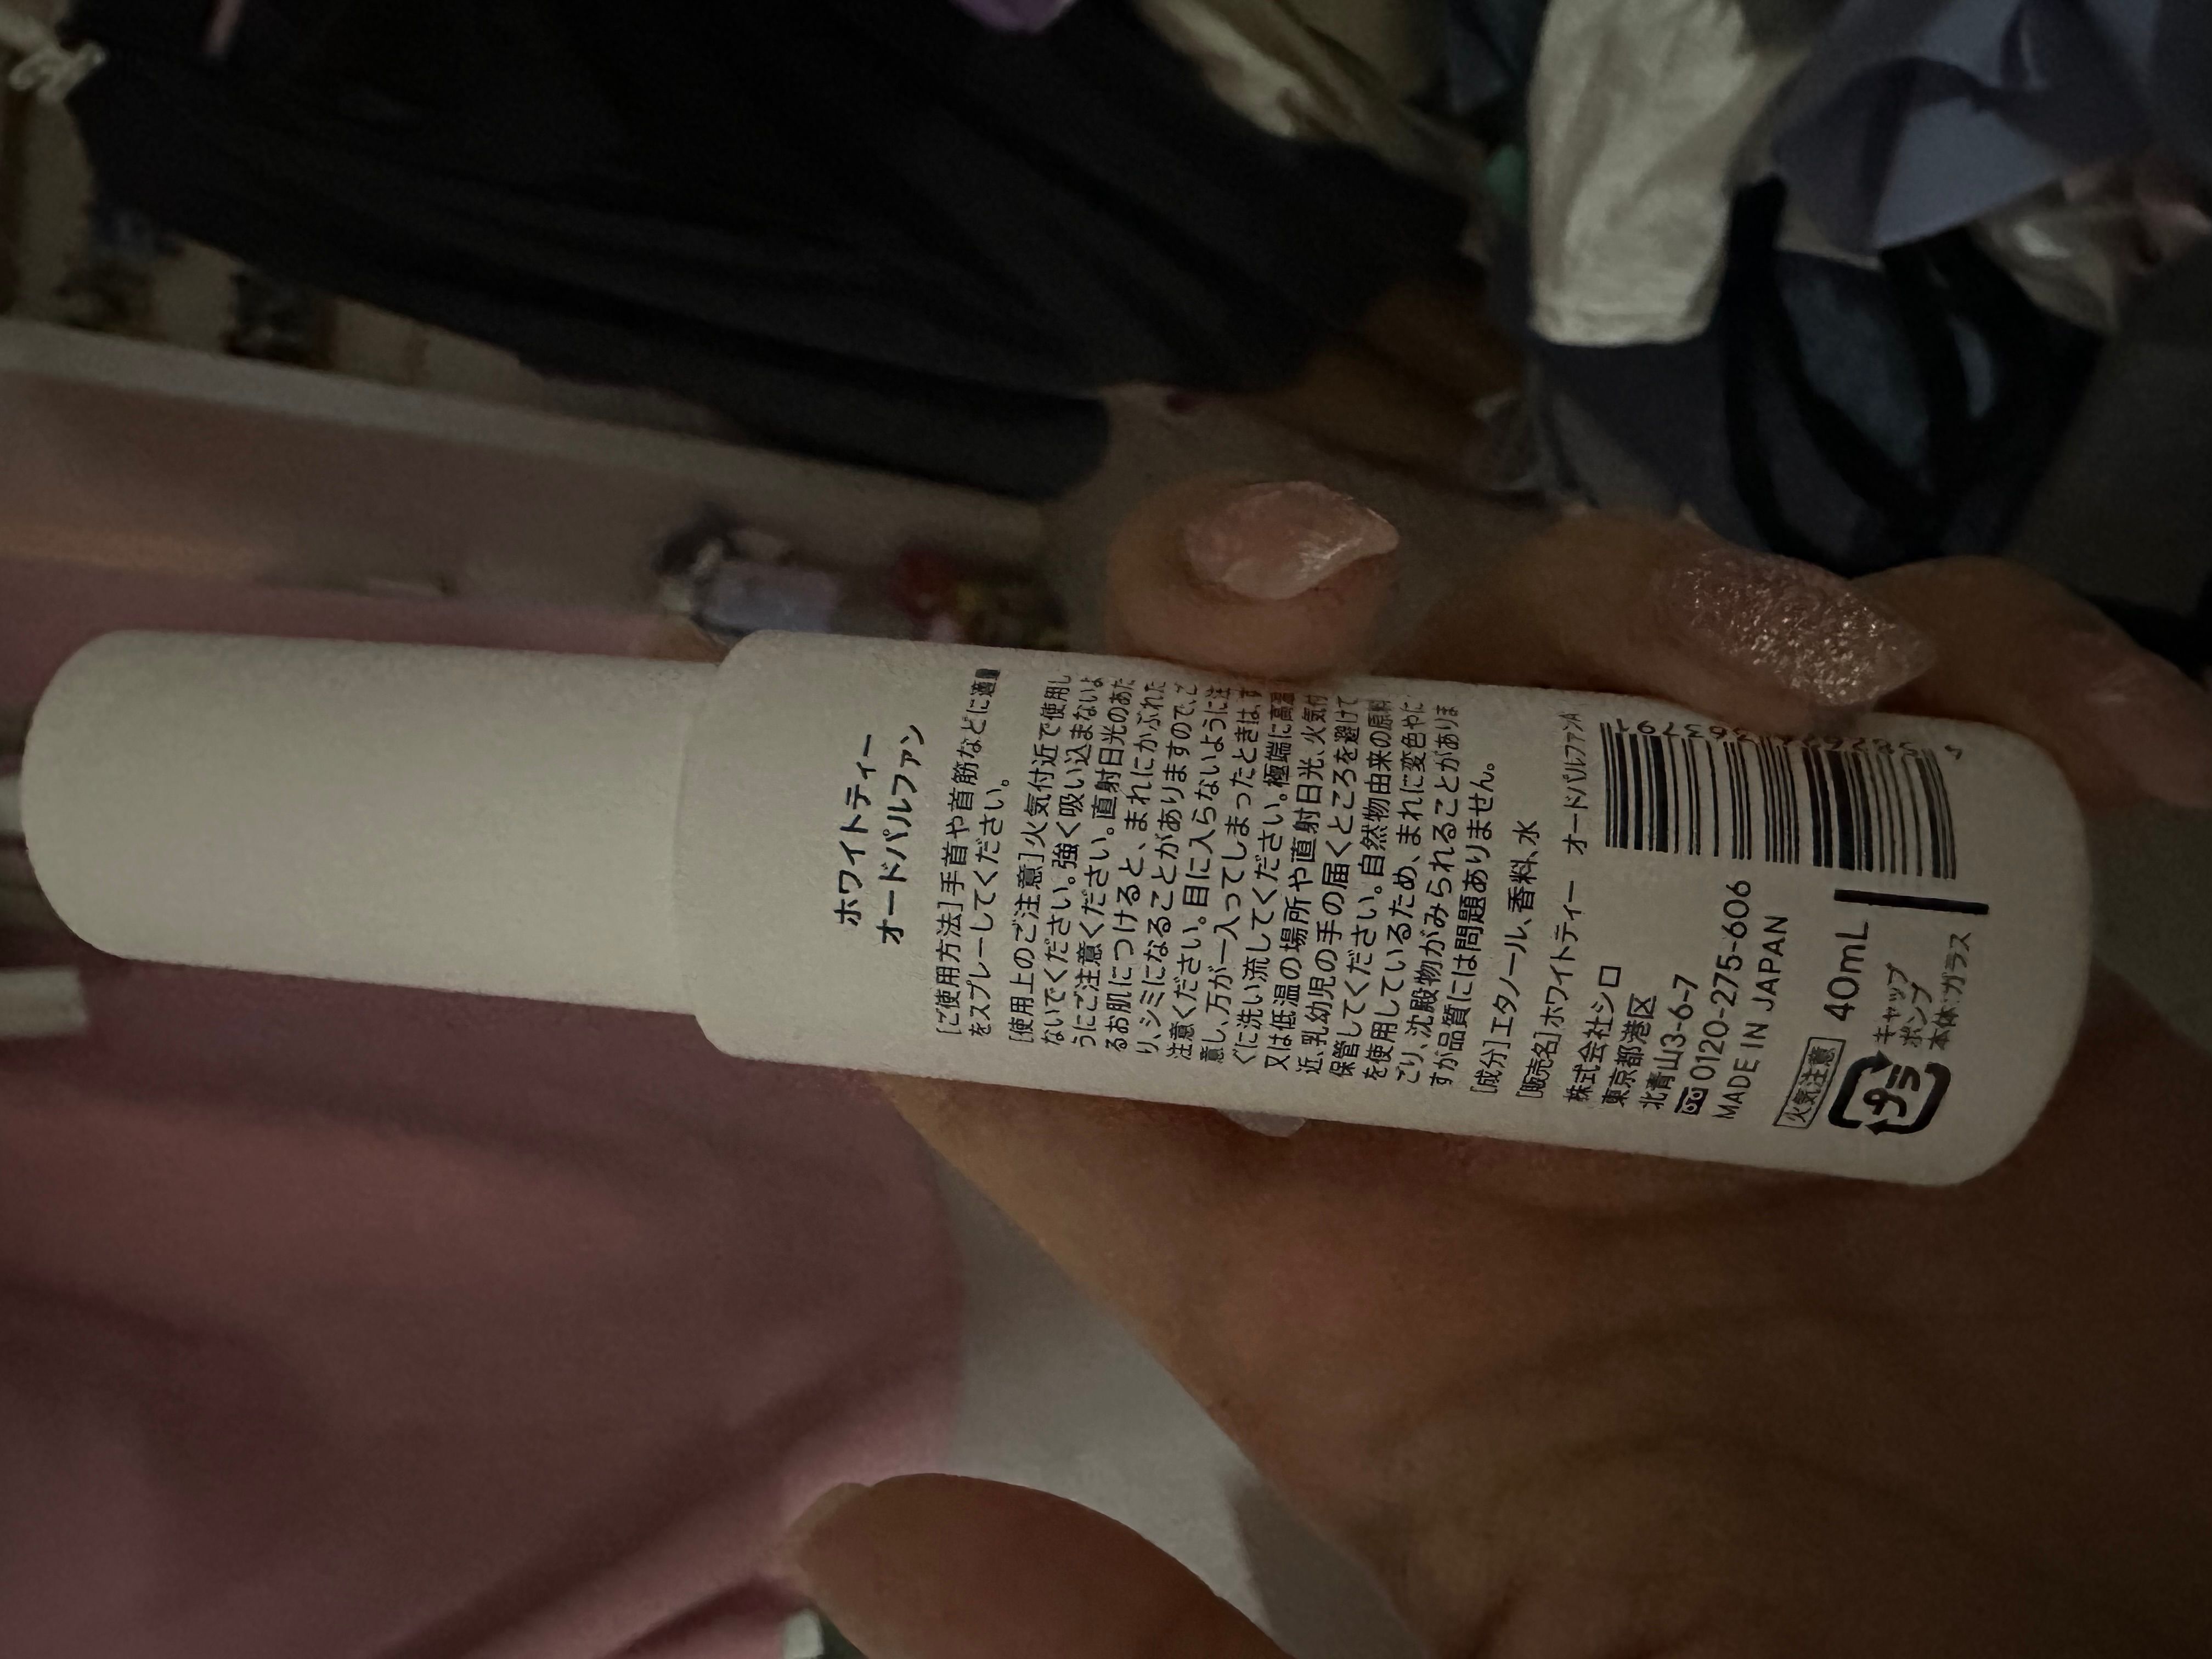 ホワイトティー
オードパルファン
[ご使用方法]手首や首筋などに適量
をスプレーしてください。
[使用上のご注意]火気付近で使用し
ないでください。強く吸い込まないよ
うにご注意ください。直射日光のあた
るお肌につけると、まれにかぶれた
り、シミになることがありますので、ご
注意ください。目に入らないように注
意し、万が一入ってしまったときは、す
ぐに洗い流してください。極端に高温
又は低温の場所や直射日光、火気付
近、乳幼児の手の届くところを避けて
保管してください。自然物由来の原料
を使用しているため、まれに変色やに
ごり、沈殿物がみられることがありま
すが品質には問題ありません。
[成分]エタノール、香料、水
[販売名]ホワイトティー オードパルファンA
株式会社シロ
東京都港区
北青山3-6-7
0120-275-606
MADE IN JAPAN
火気注意 40mL
プラ
キャップ
ポンプ
本体:ガラス